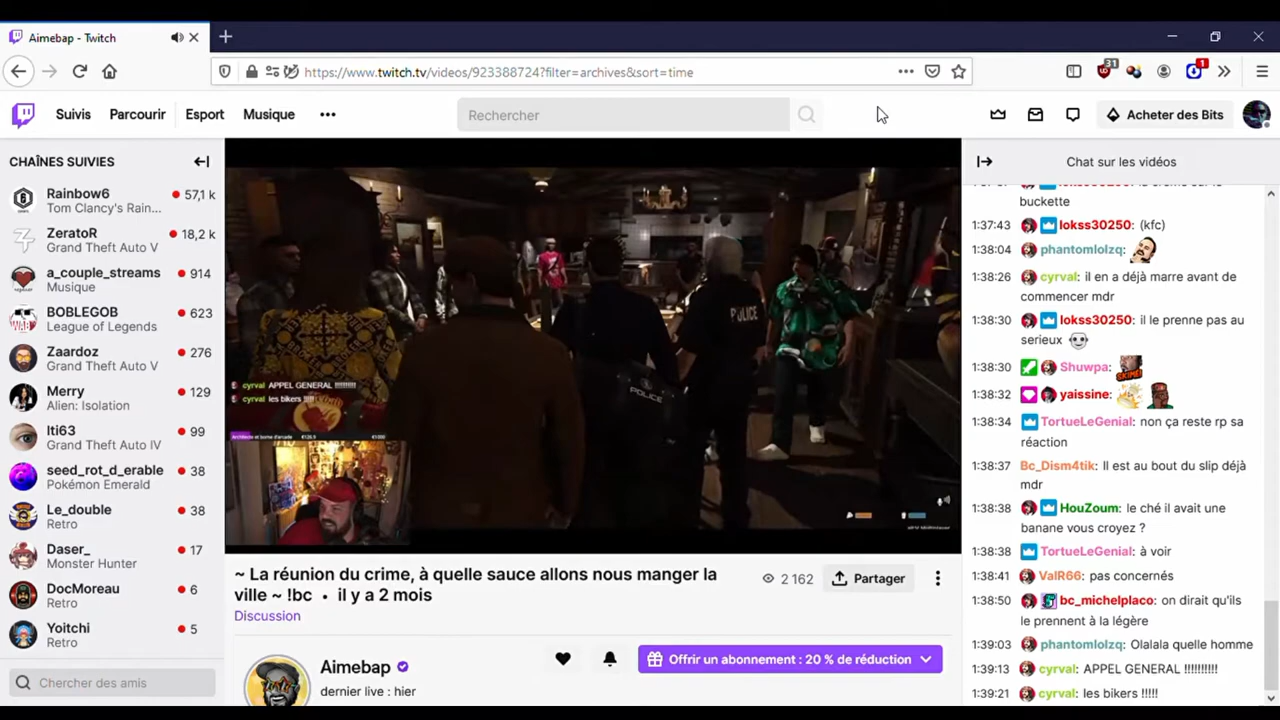 Aimebap - Twitch
https://www.twitch.tv/videos/923388724?filter=archives&sort=time
31
1
Suivis
Parcourir
Esport
Musique
Rechercher
Acheter des Bits
CHAÎNES SUIVIES
Rainbow6
57,1 k
Tom Clancy's Rain...
ZeratoR
18,2 k
Grand Theft Auto V
a_couple_streams
914
Musique
BOBLEGOB
623
League of Legends
Zaardoz
276
Grand Theft Auto V
Merry
129
Alien: Isolation
Iti63
99
Grand Theft Auto IV
seed_rot_d_erable
38
Pokémon Emerald
Le_double
38
Retro
Daser_
17
Monster Hunter
DocMoreau
6
Retro
Yoitchi
5
Retro
Chercher des amis
POLICE
POLICE
cyrval APPEL GENERAL !!!!!!!!!!
cyrval les bikers !!!!!
~ La réunion du crime, à quelle sauce allons nous manger la
ville ~ !bc • il y a 2 mois
Discussion
2 162
Partager
Aimebap
dernier live : hier
Offrir un abonnement : 20 % de réduction
Chat sur les vidéos
buckette
1:37:43 lokss30250: (kfc)
1:38:04 phantomlolzq:
1:38:26 cyrval: il en a déjà marre avant de
commencer mdr
1:38:30 lokss30250: il le prenne pas au
serieux
1:38:30 Shuwpa:
1:38:32 yaissine:
1:38:34 TortueLeGenial: non ça reste rp sa
réaction
1:38:37 Bc_Dism4tik: Il est au bout du slip déjà
mdr
1:38:38 HouZoum: le ché il avait une
banane vous croyez ?
1:38:38 TortueLeGenial: à voir
1:38:41 ValR66: pas concernés
1:38:50 bc_michelplaco: on dirait qu'ils
le prennent à la légère
1:39:03 phantomlolzq: Olalala quelle homme
1:39:13 cyrval: APPEL GENERAL !!!!!!!!!!
1:39:21 cyrval: les bikers !!!!!